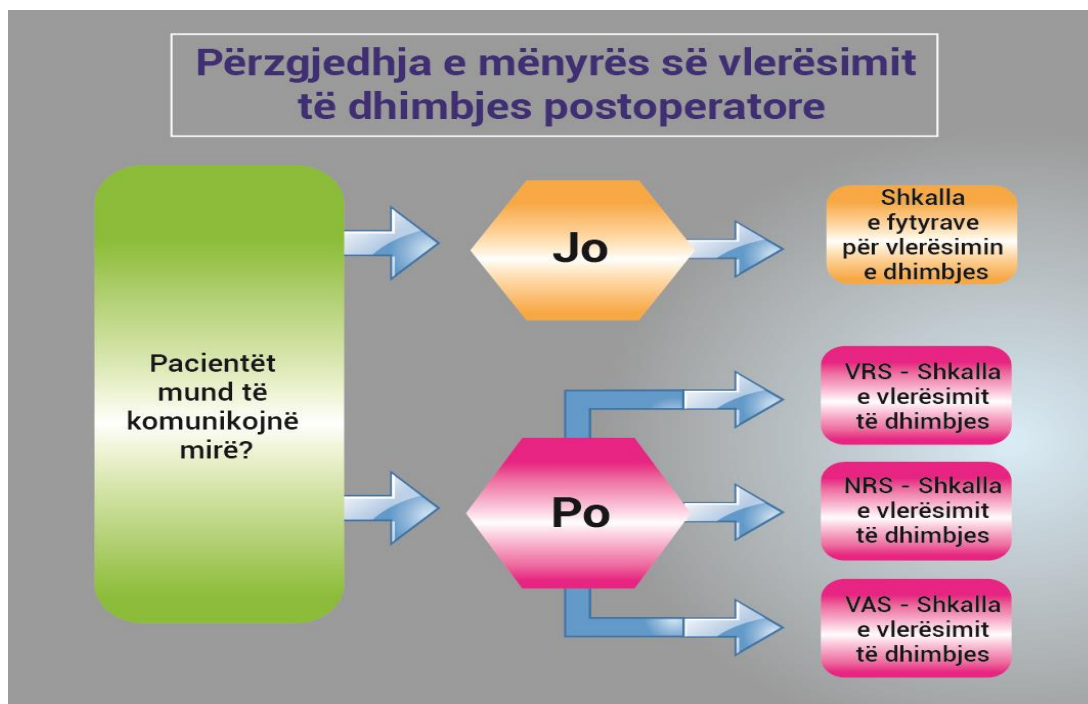 Përzgjedhja e mënyrës së vlerësimit
të dhimbjes postoperatore
Pacientët
mund të
komunikojnë
mirë?
Jo
Shkalla
e fytyrave
për vlerësimin
e dhimbjes
Po
VRS - Shkalla
e vlerësimit
të dhimbjes
NRS - Shkalla
e vlerësimit
të dhimbjes
VAS - Shkalla
e vlerësimit
të dhimbjes